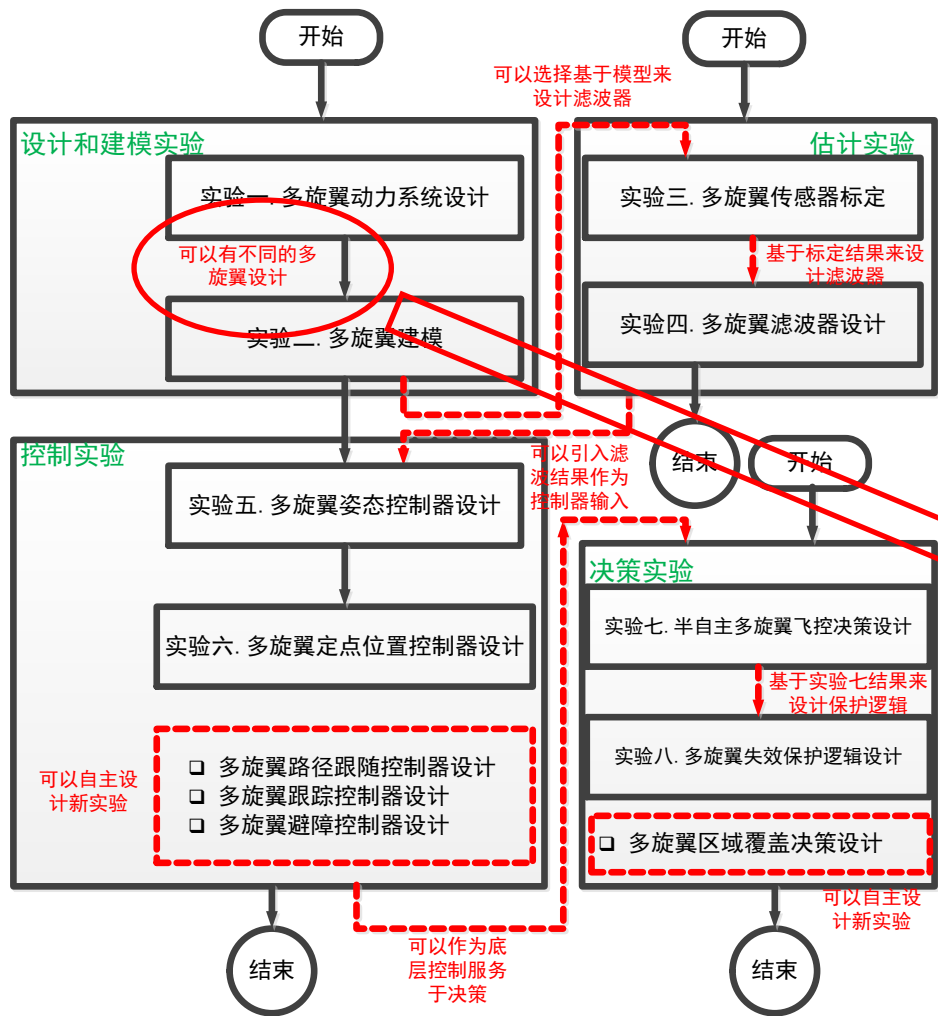 开始
开始
可以选择基于模型来
设计滤波器
设计和建模实验
估计实验
实验一. 多旋翼动力系统设计
实验三. 多旋翼传感器标定
可以有不同的多
旋翼设计
基于标定结果来设
计滤波器
实验二. 多旋翼建模
实验四. 多旋翼滤波器设计
控制实验
可以引入滤
波结果作为
控制器输入
结束
开始
实验五. 多旋翼姿态控制器设计
决策实验
实验六. 多旋翼定点位置控制器设计
实验七. 半自主多旋翼飞控决策设计
基于实验七结果来
设计保护逻辑
实验八. 多旋翼失效保护逻辑设计
可以自主设
计新实验
❑ 多旋翼路径跟随控制器设计
❑ 多旋翼跟踪控制器设计
❑ 多旋翼避障控制器设计
❑ 多旋翼区域覆盖决策设计
可以自主设
计新实验
可以作为底
层控制服务
于决策
结束
结束